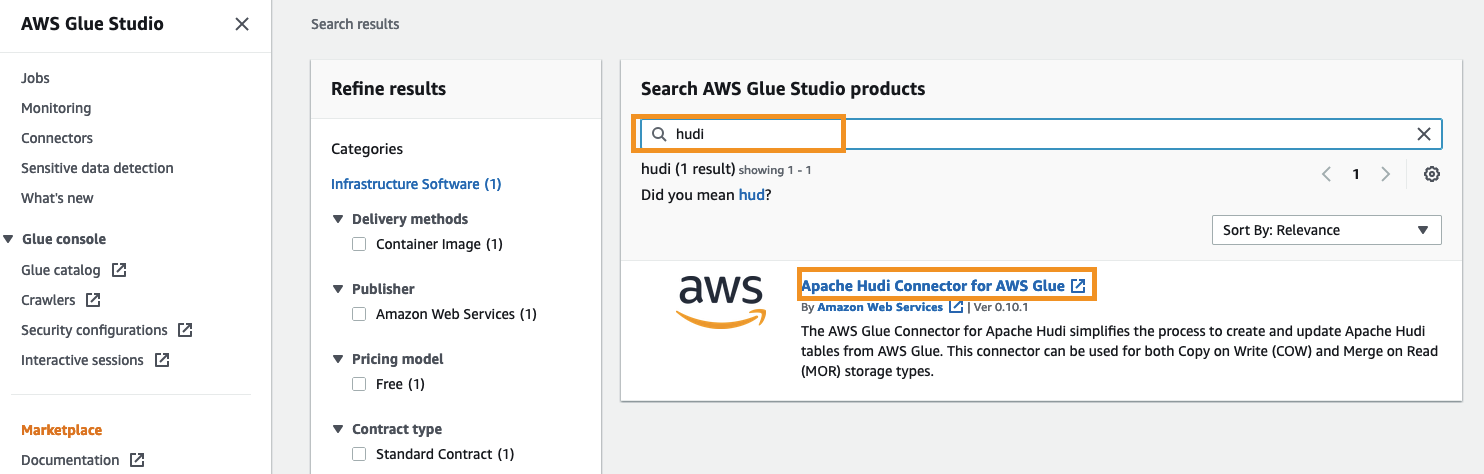 AWS Glue Studio
Jobs
Monitoring
Connectors
Sensitive data detection
What's new
Glue console
Glue catalog
Crawlers
Security configurations
Interactive sessions
Marketplace
Documentation
Search results
Refine results
Categories
Infrastructure Software (1)
Delivery methods
Container Image (1)
Publisher
Amazon Web Services (1)
Pricing model
Free (1)
Contract type
Standard Contract (1)
Search AWS Glue Studio products
hudi
hudi (1 result) showing 1 - 1
1
Did you mean hud?
Sort By: Relevance
aws
Apache Hudi Connector for AWS Glue
By Amazon Web Services | Ver 0.10.1
The AWS Glue Connector for Apache Hudi simplifies the process to create and update Apache Hudi
tables from AWS Glue. This connector can be used for both Copy on Write (COW) and Merge on Read
(MOR) storage types.